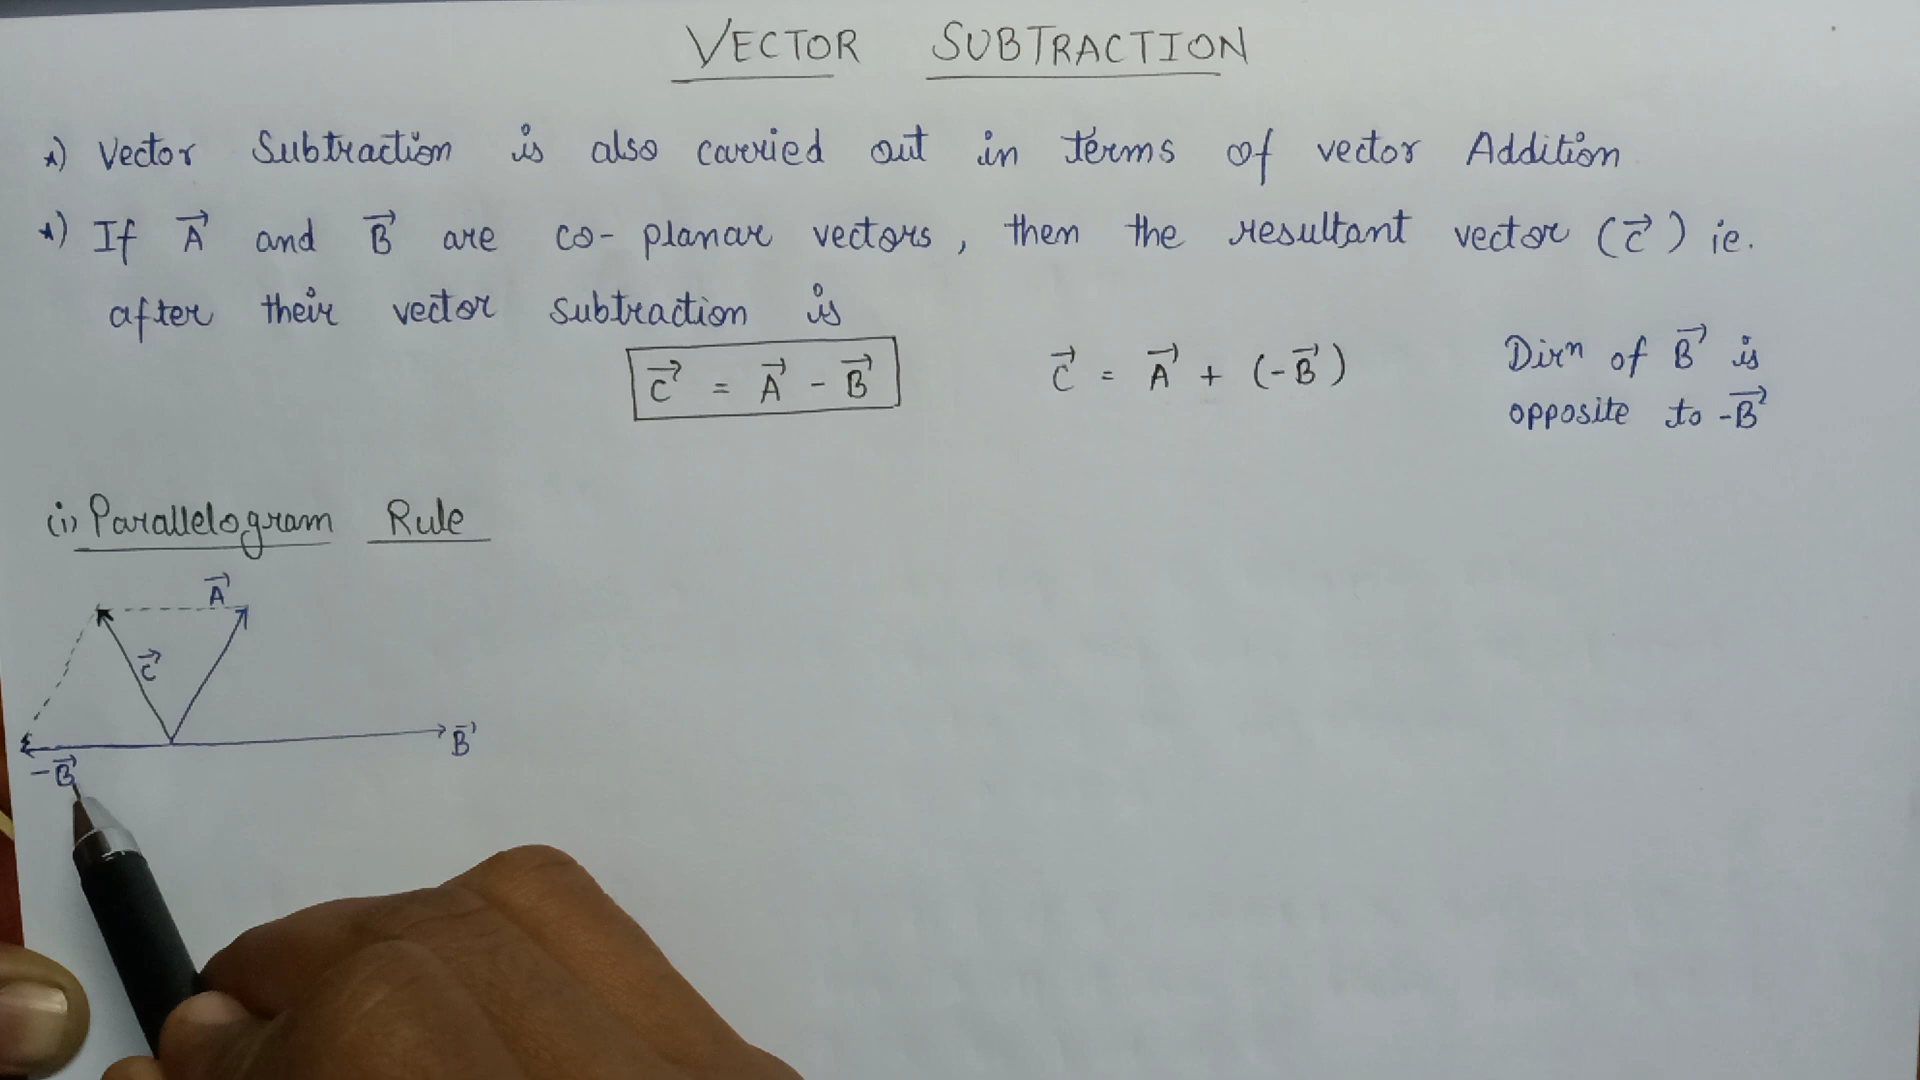 VECTOR SUBTRACTION
*) Vector Subtraction is also carried out in terms of vector Addition
*) If A⃗ and B⃗ are co-planar vectors, then the resultant vector (C⃗) ie.
after their vector subtraction is
C⃗ = A⃗ - B⃗
C⃗ = A⃗ + (-B⃗)
Dirⁿ of B⃗ is
opposite to -B⃗
(i) Parallelogram Rule
A⃗
C⃗
B⃗
-B⃗